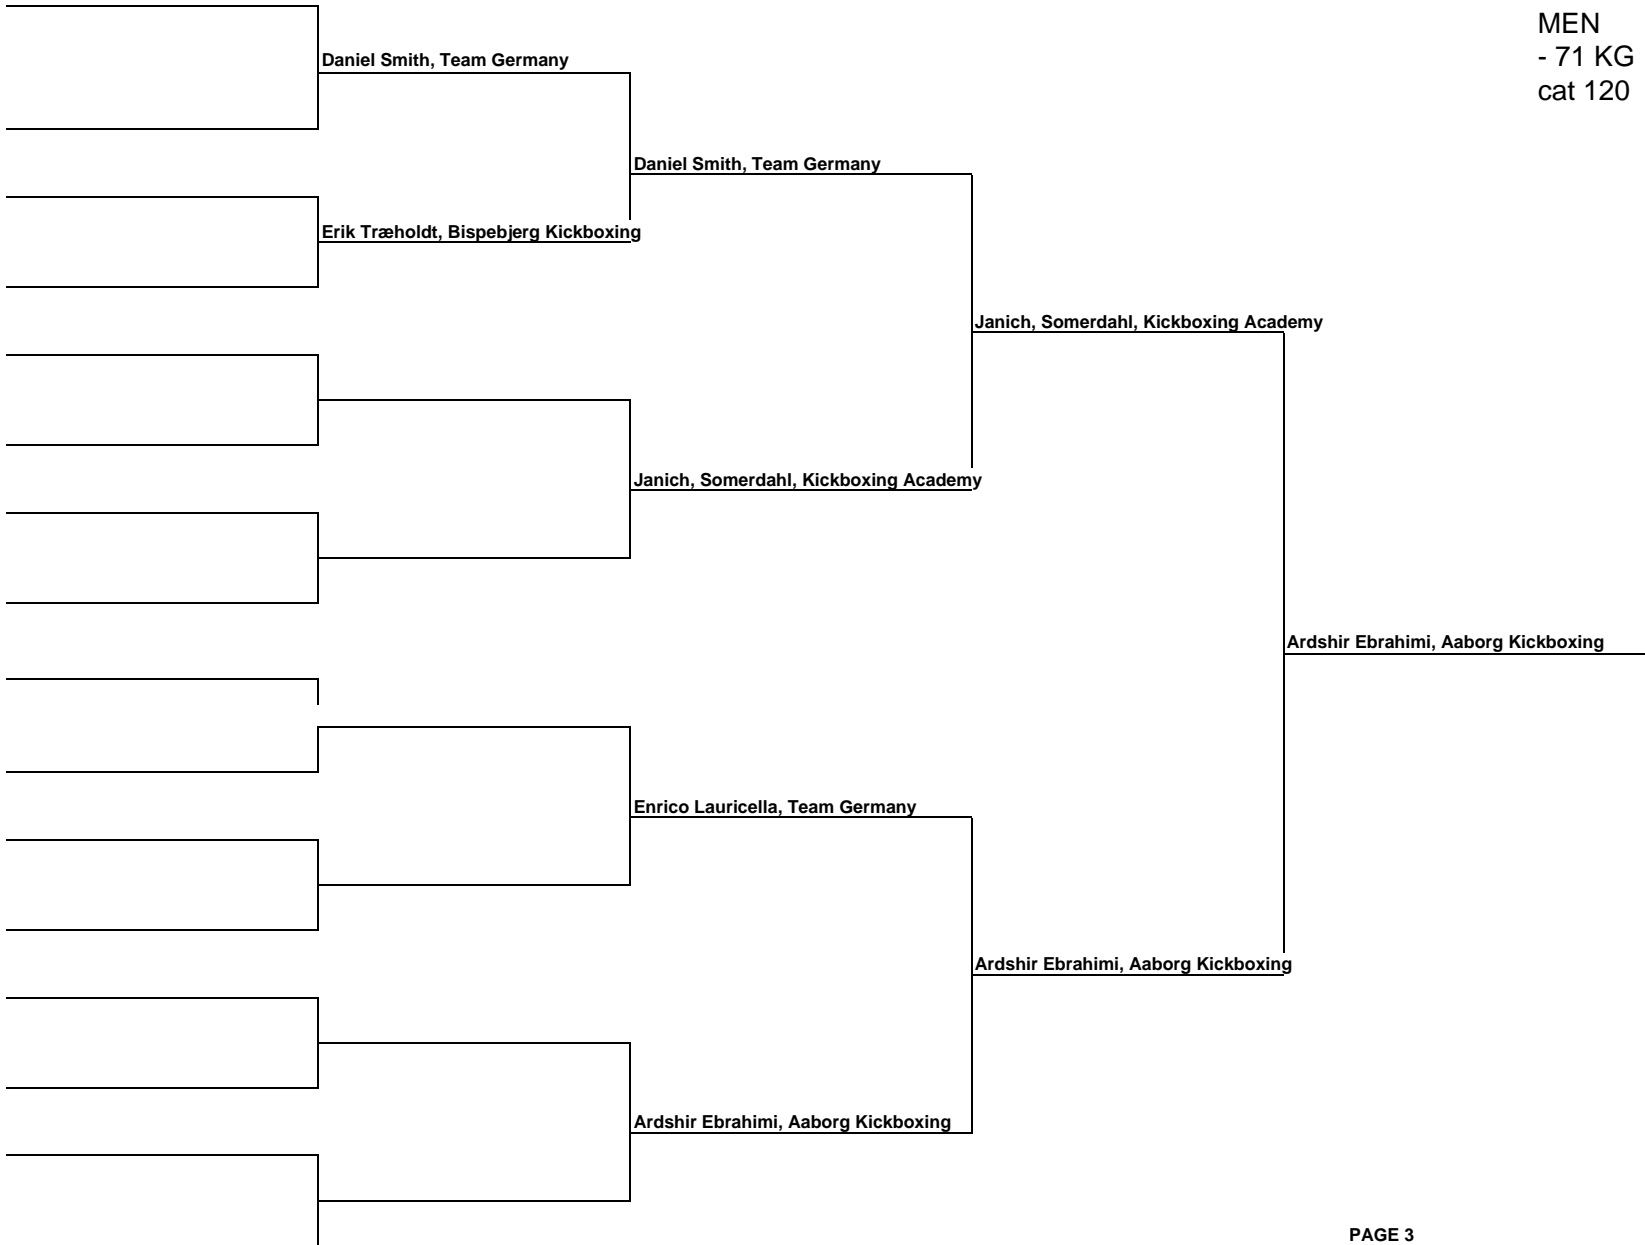 MEN
- 71 KG
cat 120
Daniel Smith, Team Germany
Daniel Smith, Team Germany
Erik Træholdt, Bispebjerg Kickboxing
Janich, Somerdahl, Kickboxing Academy
Janich, Somerdahl, Kickboxing Academy
Ardshir Ebrahimi, Aaborg Kickboxing
Enrico Lauricella, Team Germany
Ardshir Ebrahimi, Aaborg Kickboxing
Ardshir Ebrahimi, Aaborg Kickboxing
PAGE 3